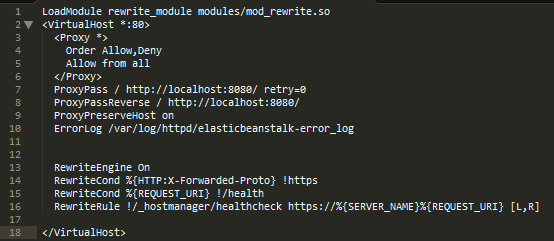 1 LoadModule rewrite_module modules/mod_rewrite.so
2 <VirtualHost *:80>
3 <Proxy *>
4 Order Allow,Deny
5 Allow from all
6 </Proxy>
7 ProxyPass / http://localhost:8080/ retry=0
8 ProxyPassReverse / http://localhost:8080/
9 ProxyPreserveHost on
10 ErrorLog /var/log/httpd/elasticbeanstalk-error_log
11
12
13 RewriteEngine On
14 RewriteCond %{HTTP:X-Forwarded-Proto} !https
15 RewriteCond %{REQUEST_URI} !/health
16 RewriteRule !/_hostmanager/healthcheck https://%{SERVER_NAME}%{REQUEST_URI} [L,R]
17
18 </VirtualHost>